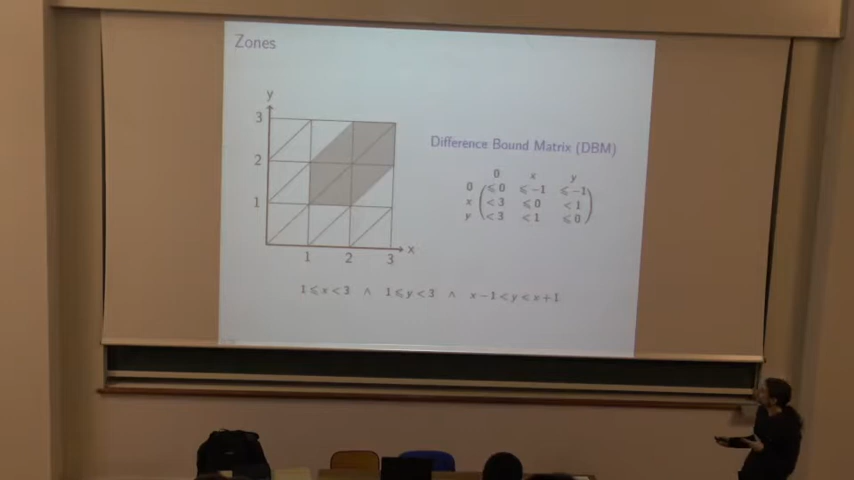 Zones
y
3
2
1
x
1 2 3
Difference Bound Matrix (DBM)
0 x y
0 ⩽0 ⩽−1 ⩽−1
x <3 ⩽0 <1
y <3 <1 ⩽0
1⩽x<3 ∧ 1⩽y<3 ∧ x−1<y<x+1